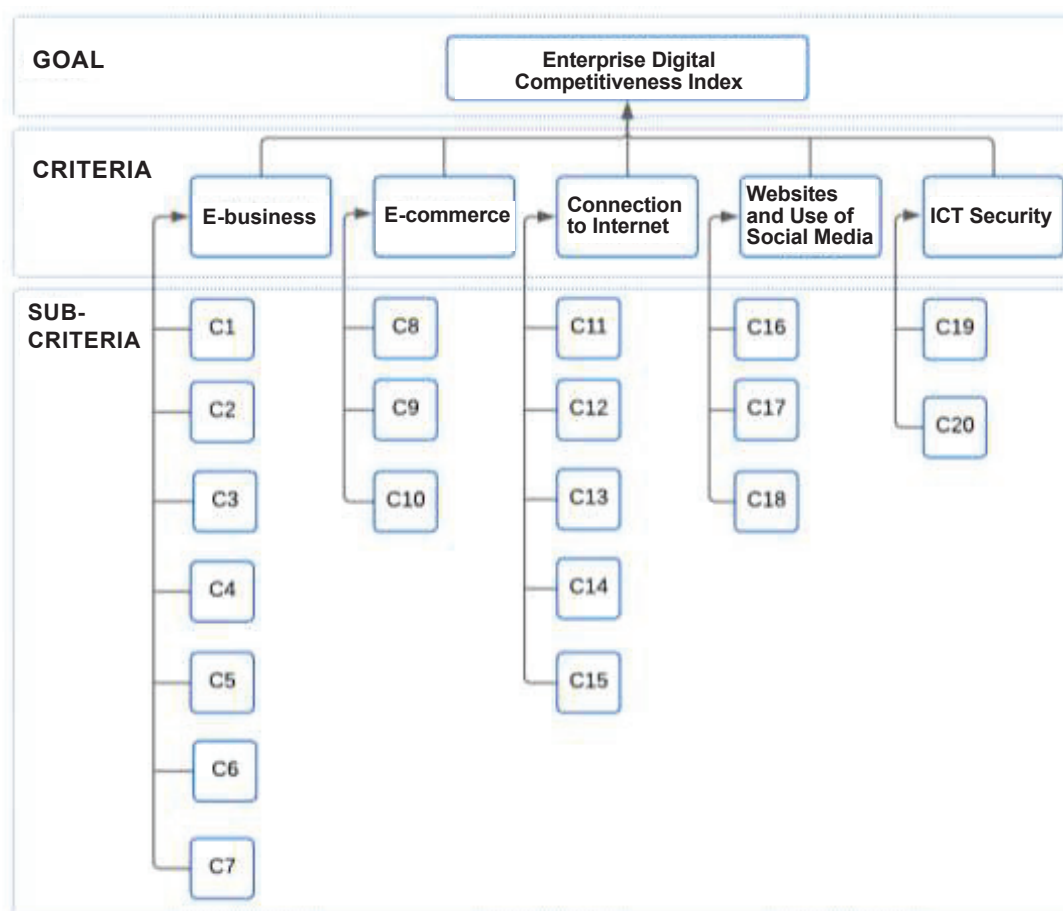 GOAL
Enterprise Digital
Competitiveness Index
CRITERIA
E-business
E-commerce
Connection
to Internet
Websites
and Use of
Social Media
ICT Security
SUB-
CRITERIA
C1
C8
C11
C16
C19
C2
C9
C12
C17
C20
C3
C10
C13
C18
C4
C14
C5
C15
C6
C7